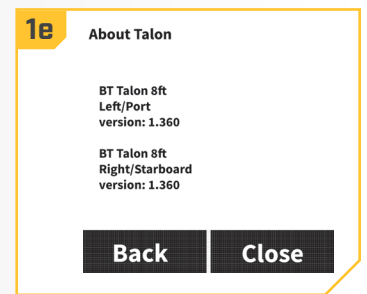 1e
About Talon
BT Talon 8ft
Left/Port
version: 1.360
BT Talon 8ft
Right/Starboard
version: 1.360
Back
Close